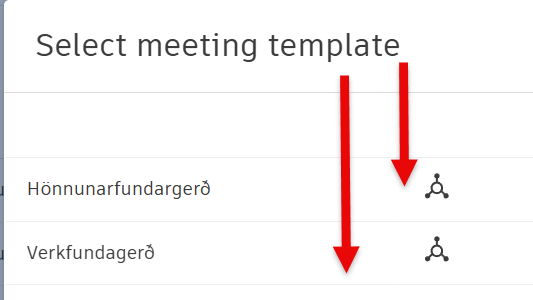 Select meeting template
Hönnunarfundargerð
Verkfundagerð